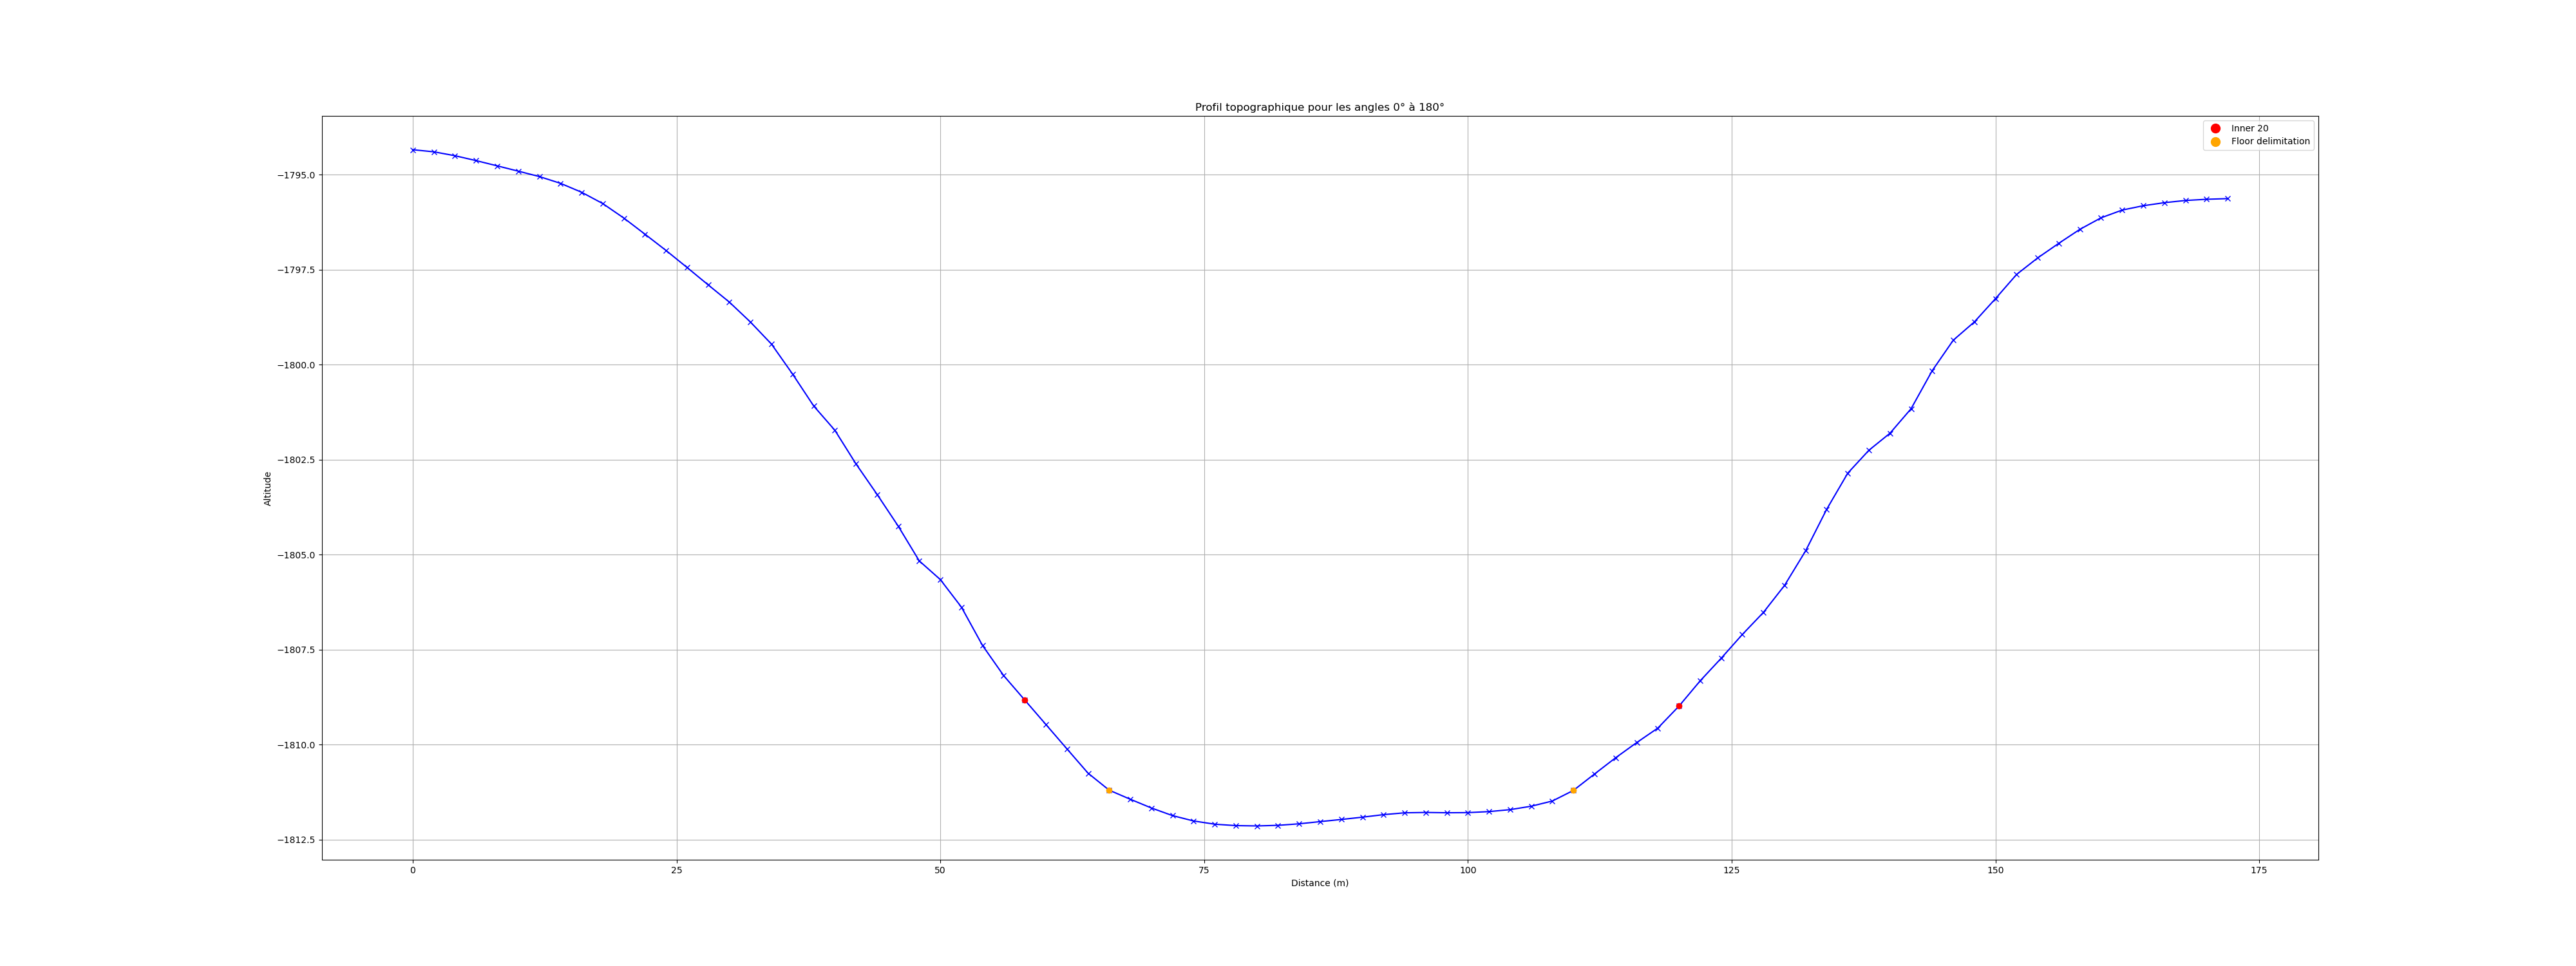 Profil topographique pour les angles 0° à 180°
Inner 20
Floor delimitation
−1795.0
−1797.5
−1800.0
−1802.5
−1805.0
−1807.5
−1810.0
−1812.5
Altitude
0 25 50 75 100 125 150 175
Distance (m)